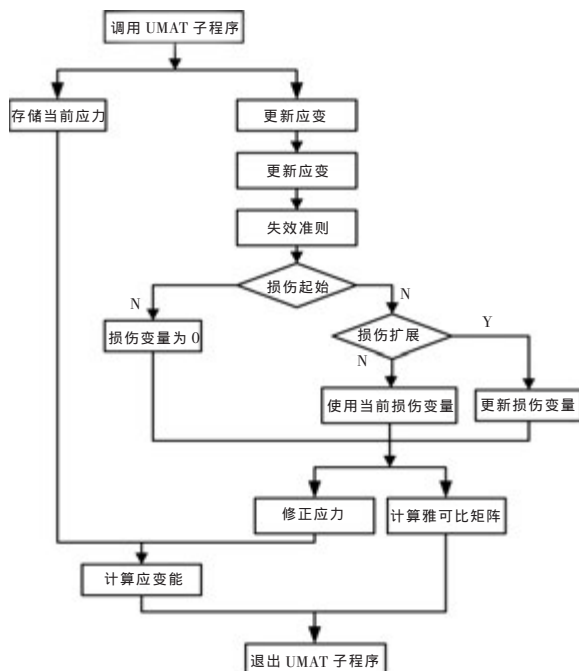 调用 UMAT 子程序
存储当前应力
更新应变
更新应变
失效准则
损伤起始
N
N
损伤变量为 0
损伤扩展
Y
N
使用当前损伤变量
更新损伤变量
修正应力
计算雅可比矩阵
计算应变能
退出 UMAT 子程序